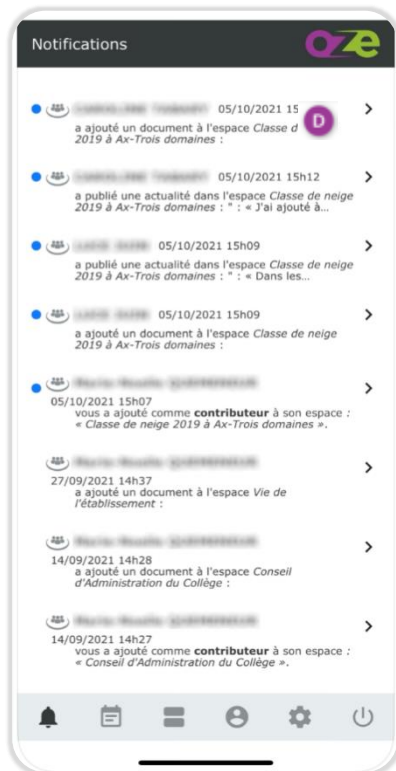 Notifications
oze
05/10/2021 15
D
a ajouté un document à l'espace Classe d
2019 à Ax-Trois domaines :
05/10/2021 15h12
a publié une actualité dans l'espace Classe de neige
2019 à Ax-Trois domaines : " : « J'ai ajouté à...
05/10/2021 15h09
a publié une actualité dans l'espace Classe de neige
2019 à Ax-Trois domaines : " : « Dans les...
05/10/2021 15h09
a ajouté un document à l'espace Classe de neige
2019 à Ax-Trois domaines :
05/10/2021 15h07
vous a ajouté comme contributeur à son espace :
« Classe de neige 2019 à Ax-Trois domaines ».
27/09/2021 14h37
a ajouté un document à l'espace Vie de
l'établissement :
14/09/2021 14h28
a ajouté un document à l'espace Conseil
d'Administration du Collège :
14/09/2021 14h27
vous a ajouté comme contributeur à son espace :
« Conseil d'Administration du Collège ».